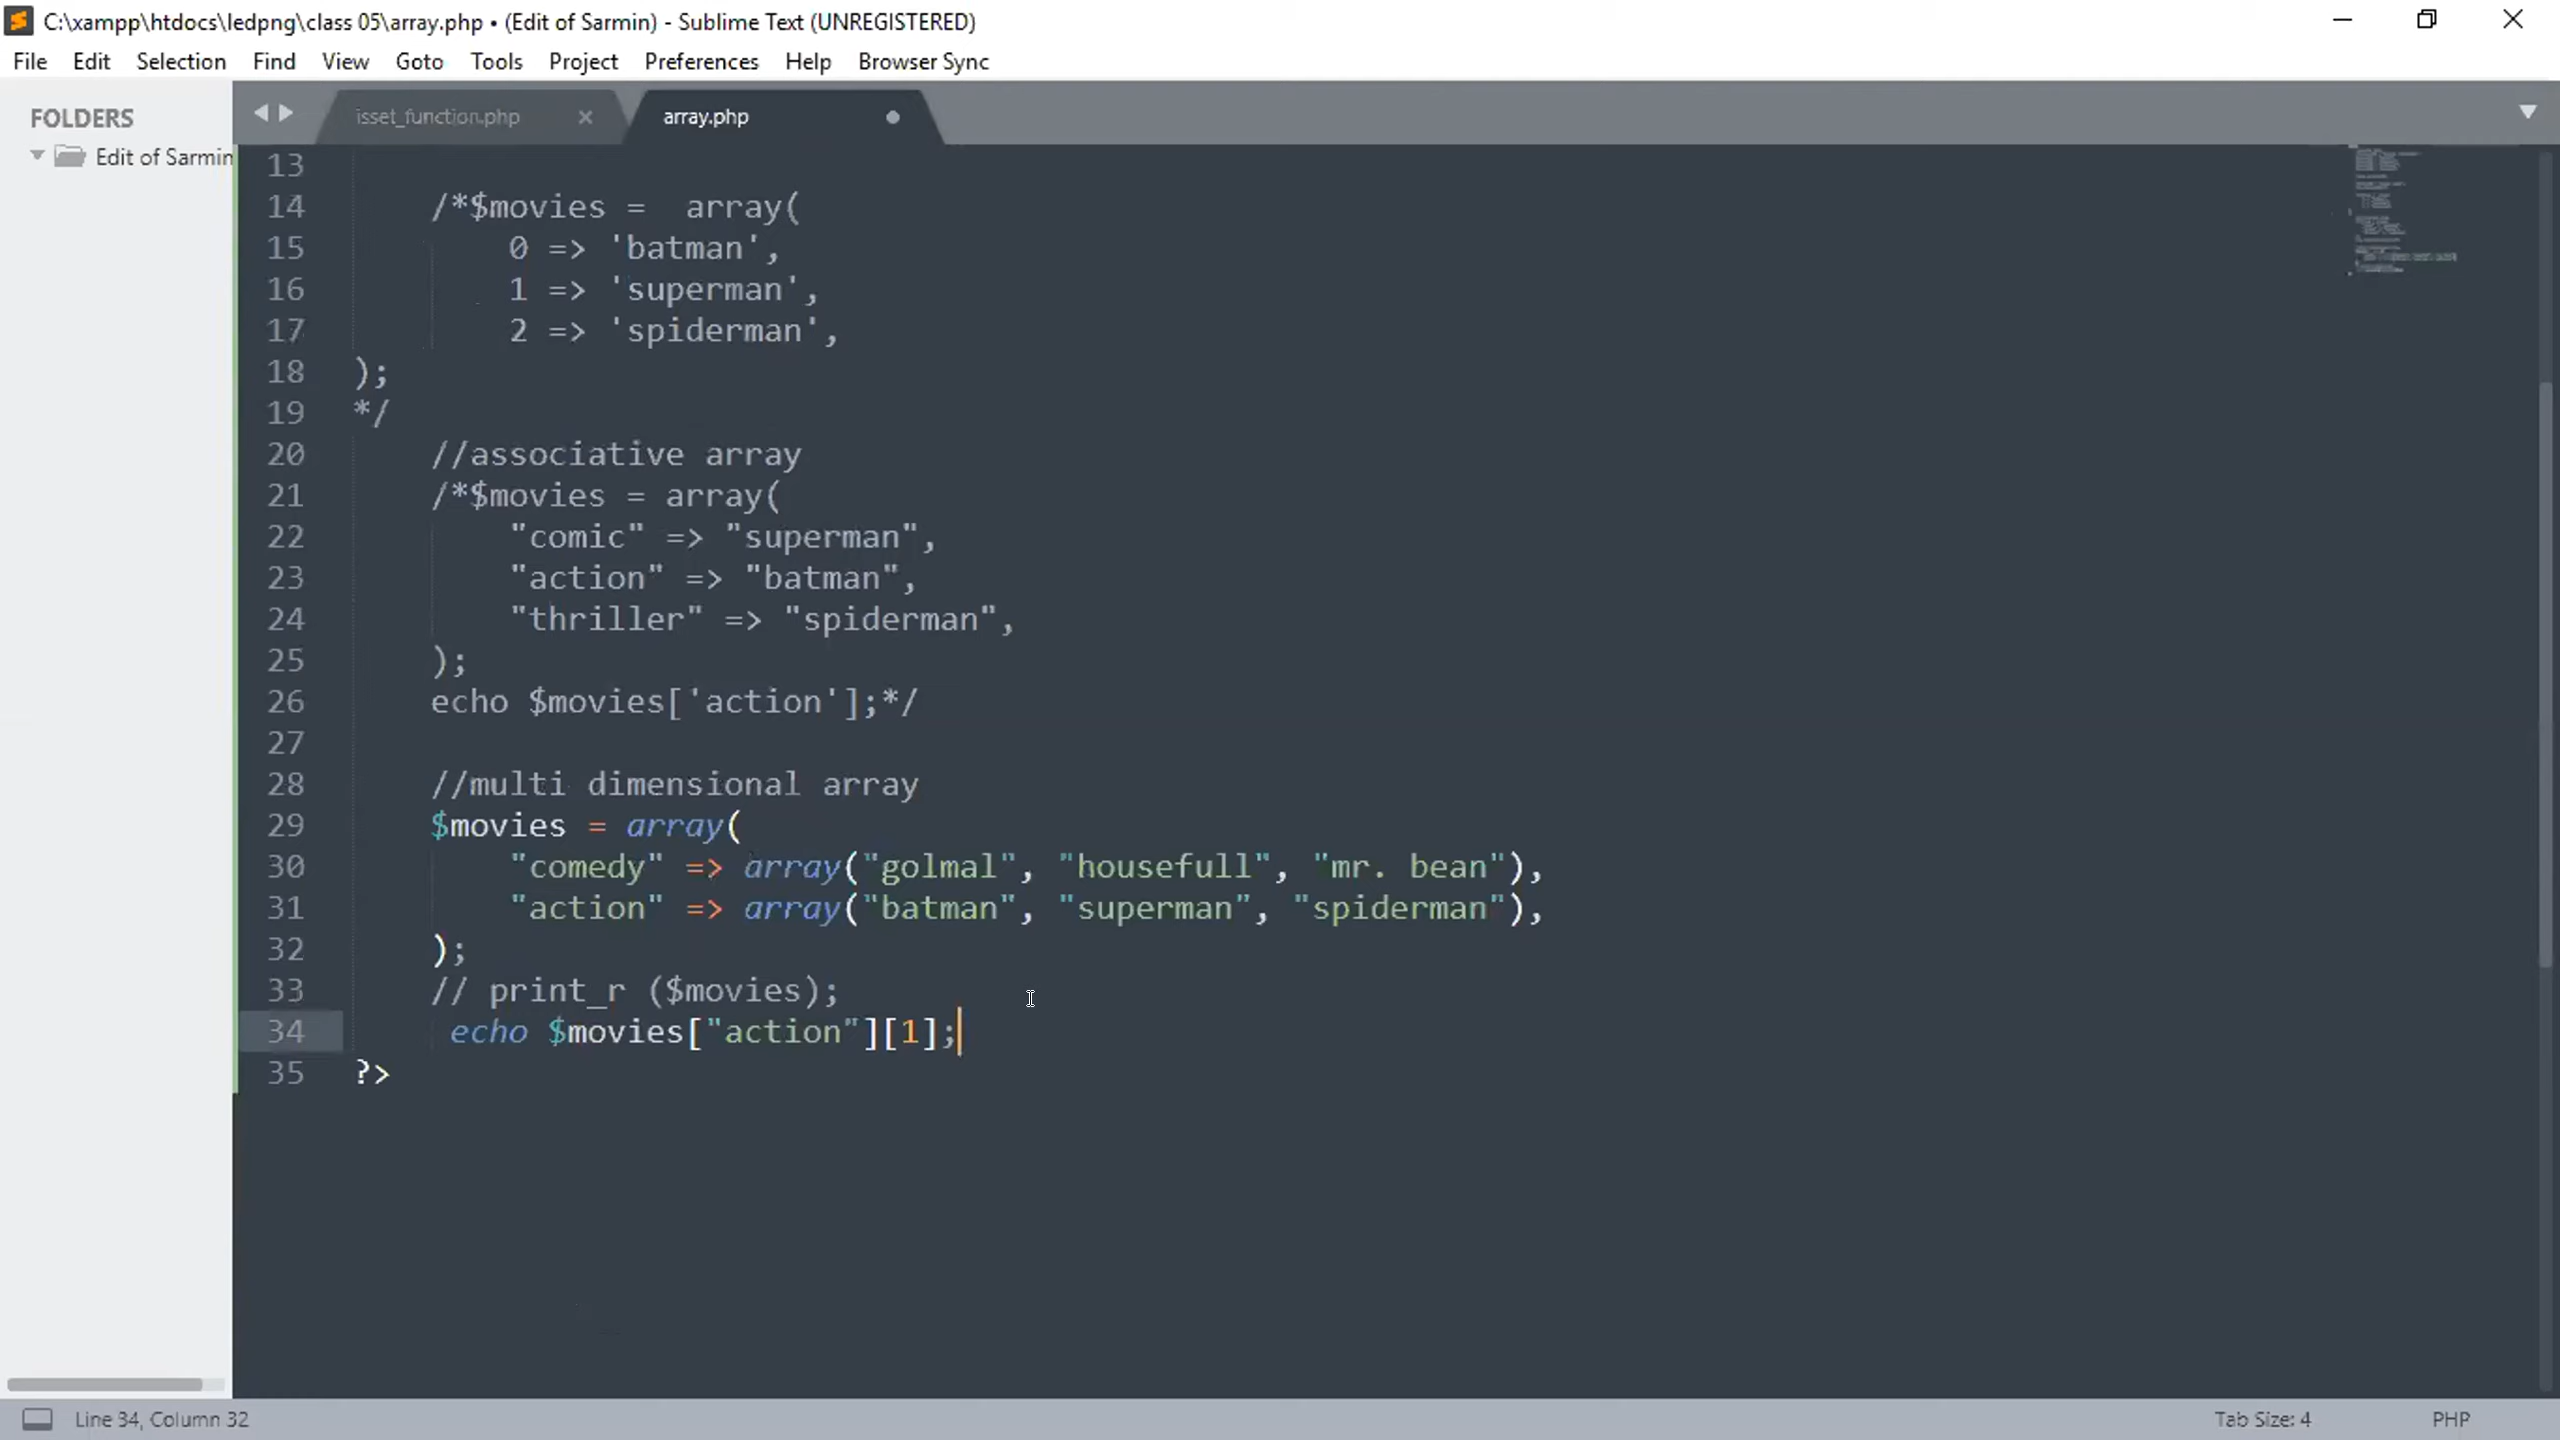 C:\xampp\htdocs\ledpng\class 05\array.php • (Edit of Sarmin) - Sublime Text (UNREGISTERED)
File Edit Selection Find View Goto Tools Project Preferences Help Browser Sync
FOLDERS
Edit of Sarmin
isset_function.php × array.php
13
14 /*$movies =  array(
15 0 => 'batman',
16 1 => 'superman',
17 2 => 'spiderman',
18 );
19 */
20 //associative array
21 /*$movies = array(
22 "comic" => "superman",
23 "action" => "batman",
24 "thriller" => "spiderman",
25 );
26 echo $movies['action'];*/
27
28 //multi dimensional array
29 $movies = array(
30 "comedy" => array("golmal", "housefull", "mr. bean"),
31 "action" => array("batman", "superman", "spiderman"),
32 );
33 // print_r ($movies);
34 echo $movies["action"][1];
35 ?>
Line 34, Column 32 Tab Size: 4 PHP